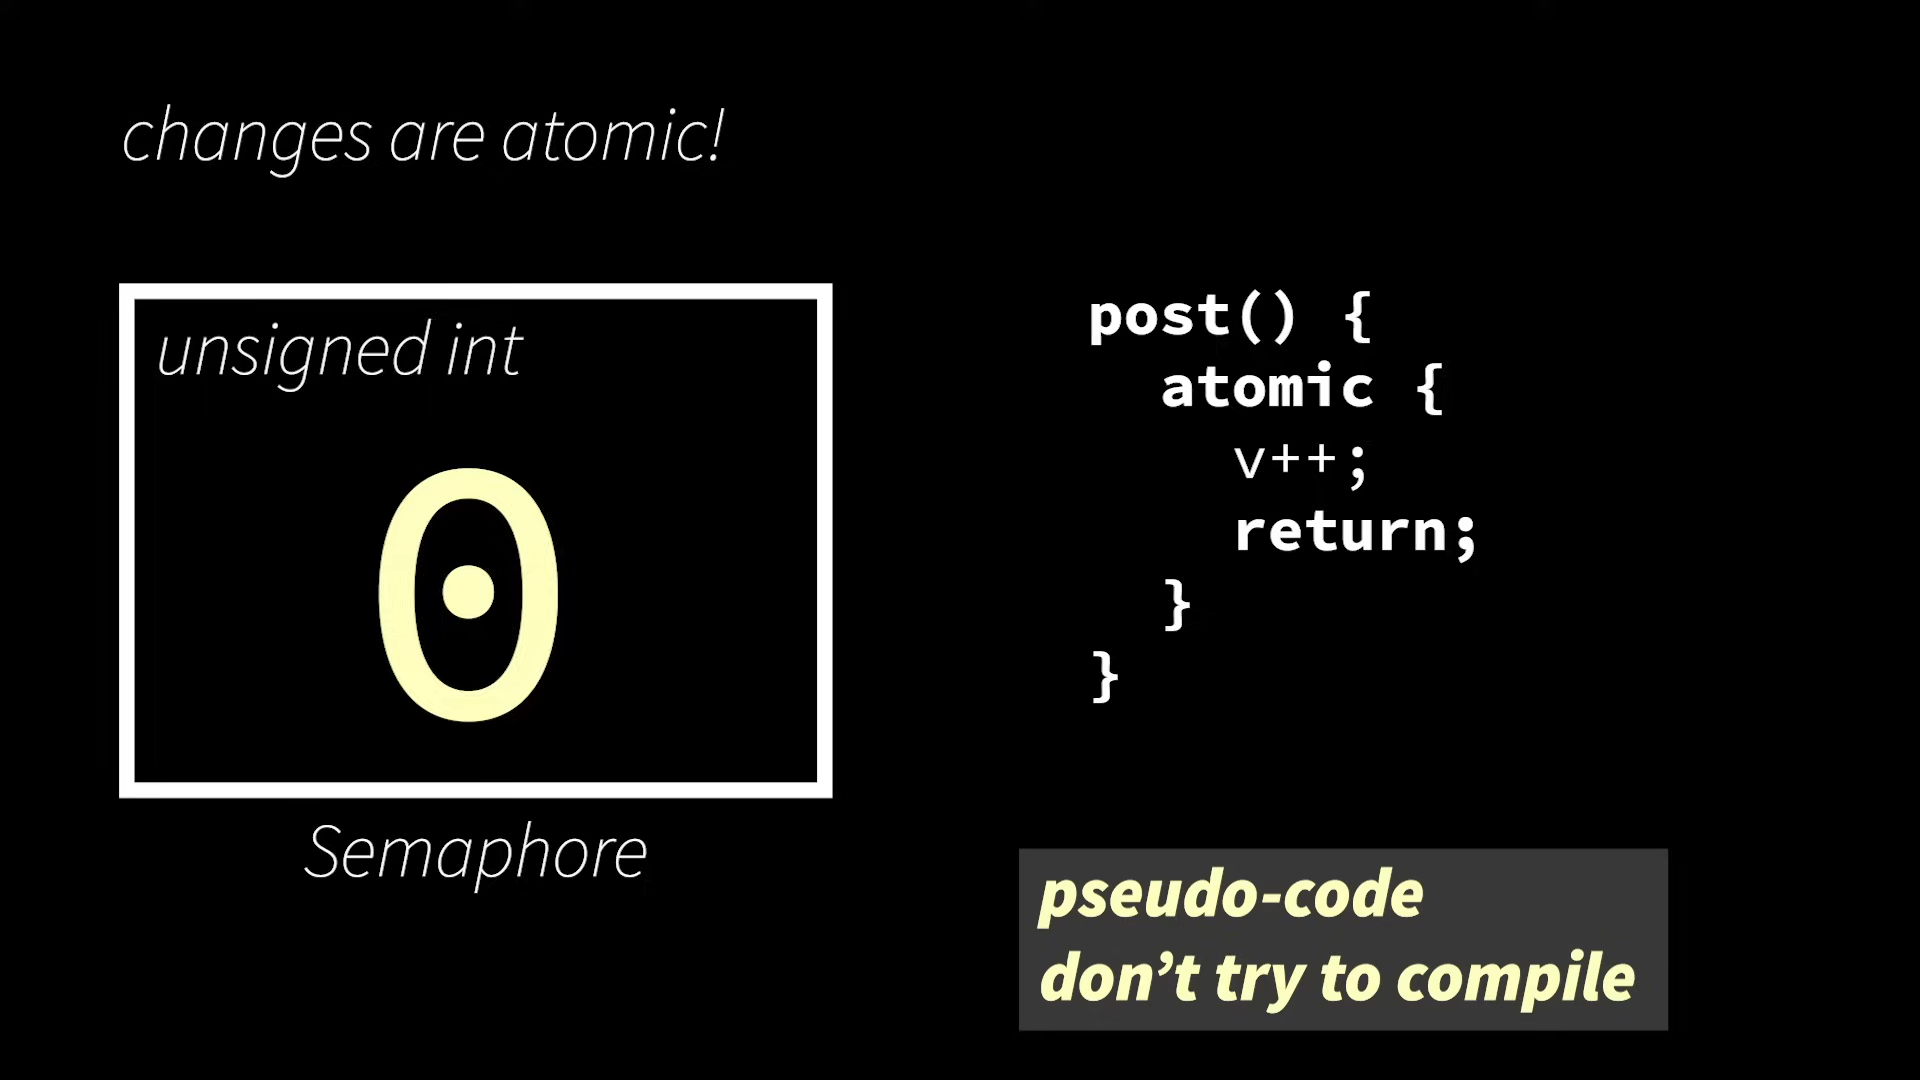 changes are atomic!
unsigned int
0
Semaphore
post() {
atomic {
v++;
return;
}
}
pseudo-code
don’t try to compile